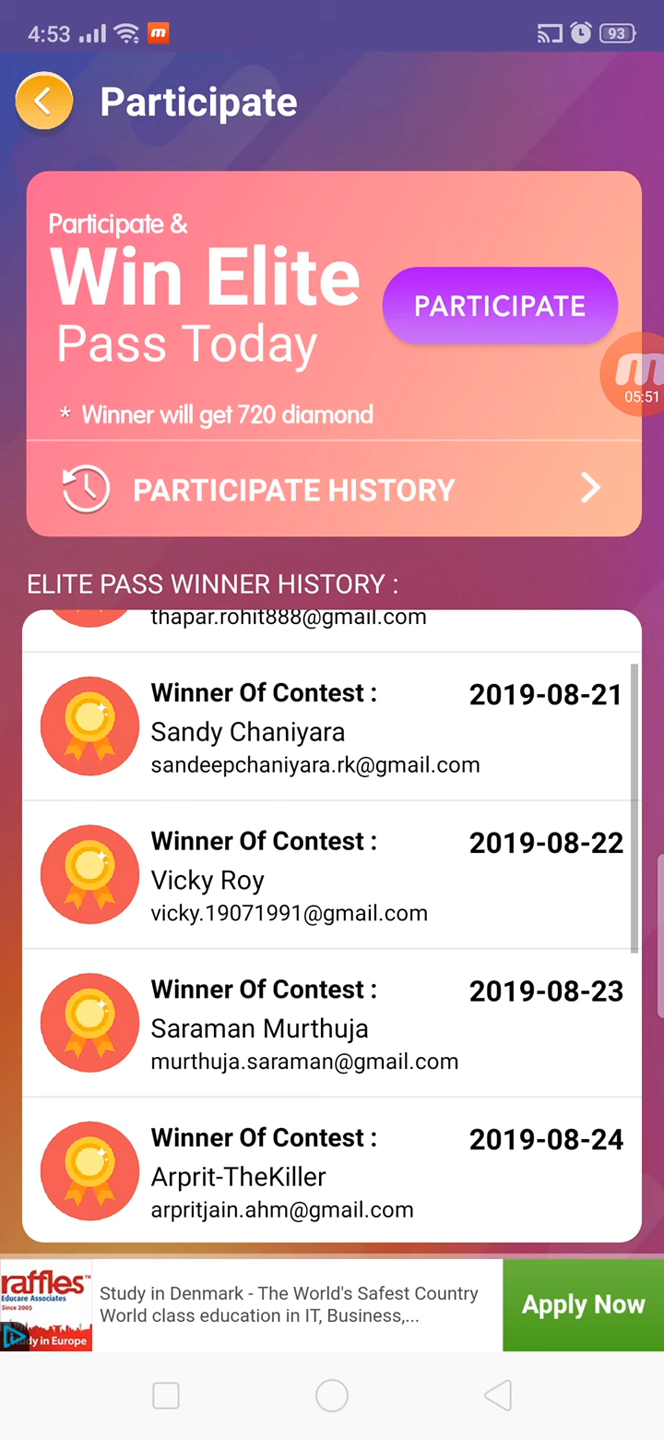 4:53
93
Participate
Participate &
Win Elite
Pass Today
PARTICIPATE
* Winner will get 720 diamond
05:51
PARTICIPATE HISTORY
ELITE PASS WINNER HISTORY :
thapar.rohit888@gmail.com
Winner Of Contest : 2019-08-21
Sandy Chaniyara
sandeepchaniyara.rk@gmail.com
Winner Of Contest : 2019-08-22
Vicky Roy
vicky.19071991@gmail.com
Winner Of Contest : 2019-08-23
Saraman Murthuja
murthuja.saraman@gmail.com
Winner Of Contest : 2019-08-24
Arprit-TheKiller
arpritjain.ahm@gmail.com
raffles™
Educare Associates
Since 2005
dy in Europe
Study in Denmark - The World's Safest Country
World class education in IT, Business,...
Apply Now